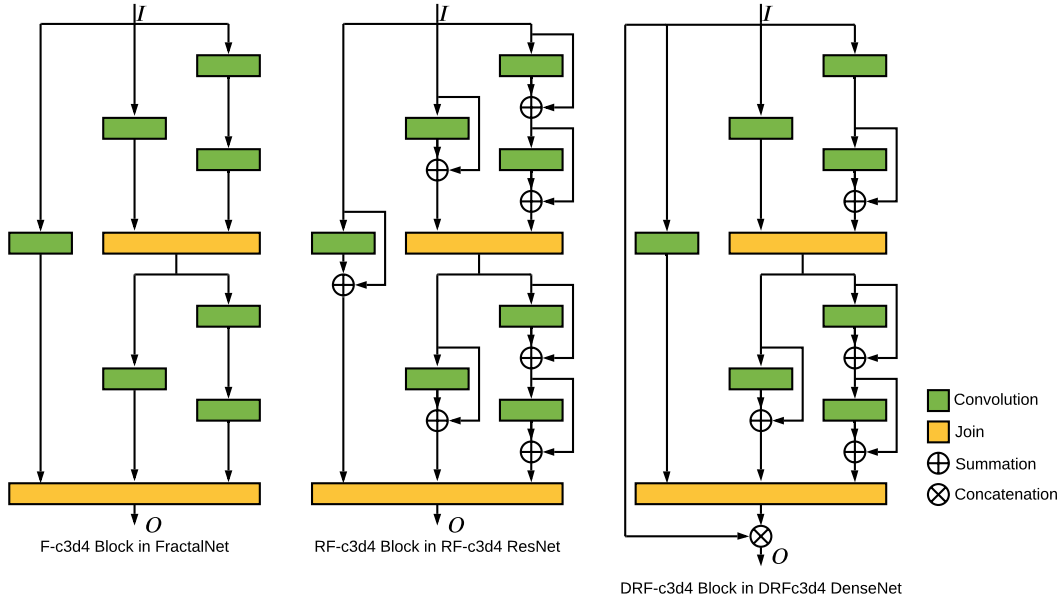 I
I
I
Convolution
Join
Summation
Concatenation
O
F-c3d4 Block in FractalNet
O
RF-c3d4 Block in RF-c3d4 ResNet
O
DRF-c3d4 Block in DRFc3d4 DenseNet